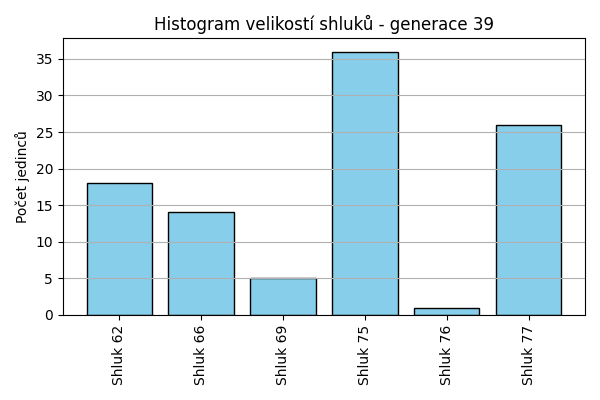 Histogram velikostí shluků - generace 39
Počet jedinců
35
30
25
20
15
10
5
0
Shluk 62
Shluk 66
Shluk 69
Shluk 75
Shluk 76
Shluk 77